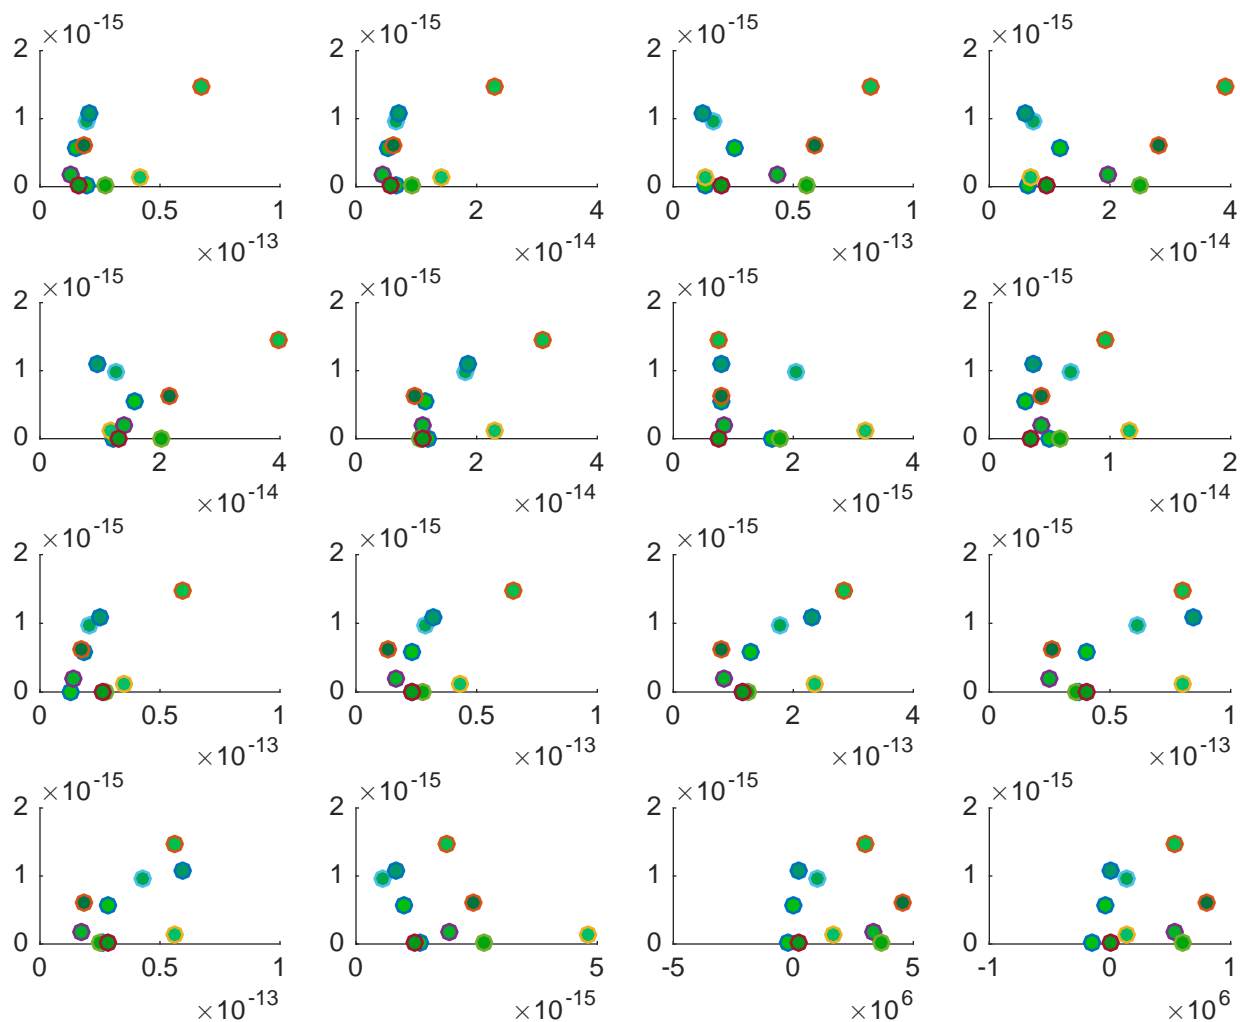 ×10⁻¹⁵ ×10⁻¹⁵ ×10⁻¹⁵ ×10⁻¹⁵
2 2 2 2
1 1 1 1
0 0 0 0
0 0.5 1 0 2 4 0 0.5 1 0 2 4
×10⁻¹³ ×10⁻¹⁴ ×10⁻¹³ ×10⁻¹⁴
×10⁻¹⁵ ×10⁻¹⁵ ×10⁻¹⁵ ×10⁻¹⁵
2 2 2 2
1 1 1 1
0 0 0 0
0 2 4 0 2 4 0 2 4 0 1 2
×10⁻¹⁴ ×10⁻¹⁴ ×10⁻¹⁵ ×10⁻¹⁴
×10⁻¹⁵ ×10⁻¹⁵ ×10⁻¹⁵ ×10⁻¹⁵
2 2 2 2
1 1 1 1
0 0 0 0
0 0.5 1 0 0.5 1 0 2 4 0 0.5 1
×10⁻¹³ ×10⁻¹³ ×10⁻¹³ ×10⁻¹³
×10⁻¹⁵ ×10⁻¹⁵ ×10⁻¹⁵ ×10⁻¹⁵
2 2 2 2
1 1 1 1
0 0 0 0
0 0.5 1 0 5 -5 0 5 -1 0 1
×10⁻¹³ ×10⁻¹⁵ ×10⁶ ×10⁶